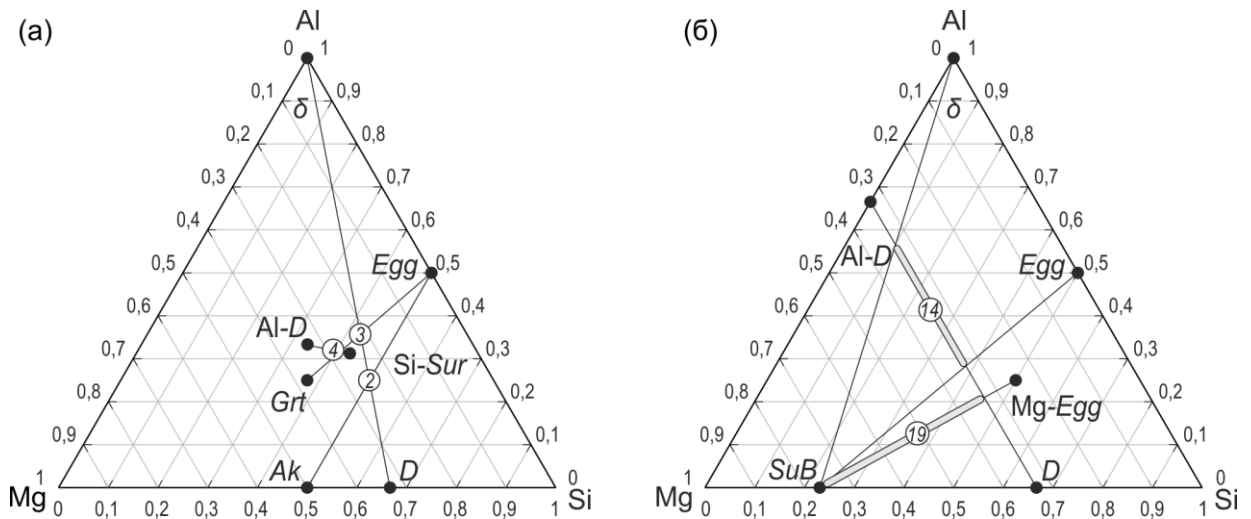 (а)
Al
0 1
δ
0,1 0,9
0,2 0,8
0,3 0,7
0,4 0,6
Egg
0,5 0,5
0,6 0,4
Al-D
3
4
0,7 0,3
Si-Sur
2
Grt
0,8 0,2
0,9 0,1
Ak D
1 0
Mg Si
0 0,1 0,2 0,3 0,4 0,5 0,6 0,7 0,8 0,9 1
(б)
Al
0 1
δ
0,1 0,9
0,2 0,8
0,3 0,7
0,4 0,6
Al-D Egg
0,5 0,5
14
0,6 0,4
0,7 0,3
Mg-Egg
0,8 0,2
19
0,9 0,1
SuB D
1 0
Mg Si
0 0,1 0,2 0,3 0,4 0,5 0,6 0,7 0,8 0,9 1